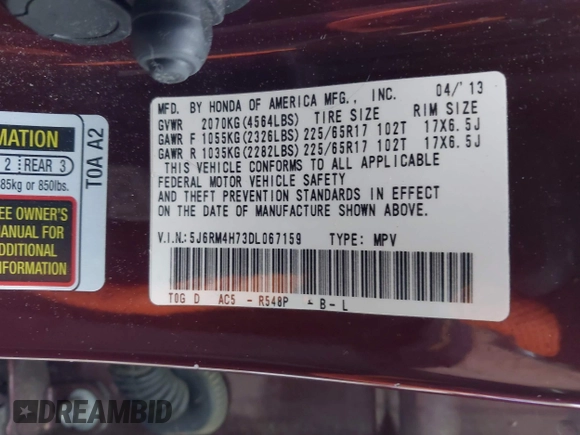 MFD. BY HONDA OF AMERICA MFG., INC. 04/'13
GVWR 2070KG(4564LBS) TIRE SIZE RIM SIZE
GAWR F 1055KG(2326LBS) 225/65R17 102T 17X6.5J
GAWR R 1035KG(2282LBS) 225/65R17 102T 17X6.5J
THIS VEHICLE CONFORMS TO ALL APPLICABLE
FEDERAL MOTOR VEHICLE SAFETY
AND THEFT PREVENTION STANDARDS IN EFFECT
ON THE DATE OF MANUFACTURE SHOWN ABOVE.
V.I.N.: 5J6RM4H73DL067159 TYPE: MPV
T0G D AC5 - R548P - B - L
MATION
2 REAR 3
85kg or 850lbs.
EE OWNER'S
MANUAL FOR
ADDITIONAL
INFORMATION
T0A A2
DREAMBID